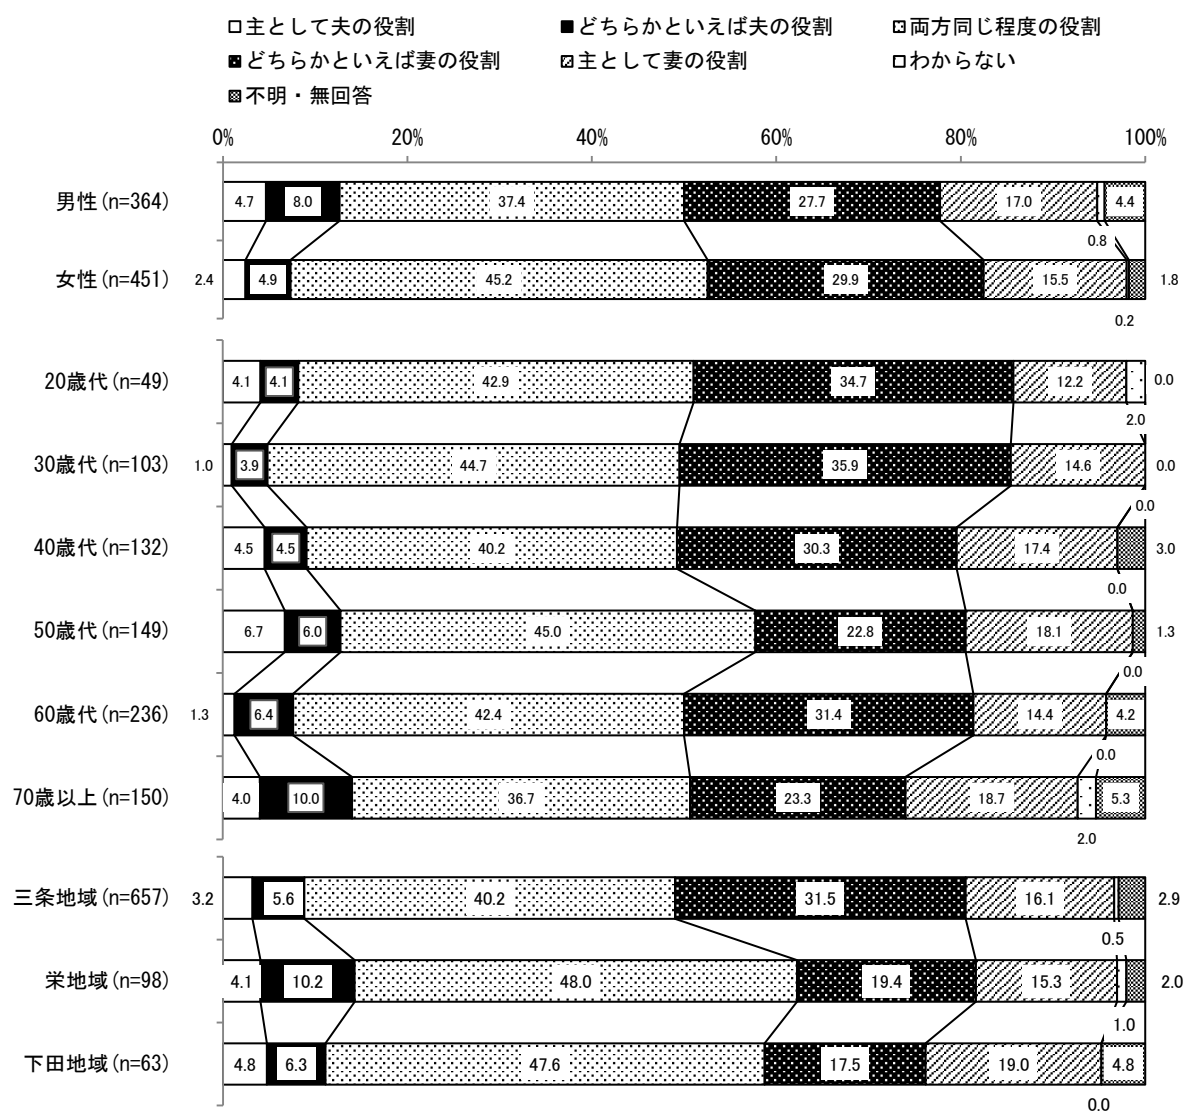 □主として夫の役割 ■どちらかといえば夫の役割 両方同じ程度の役割
どちらかといえば妻の役割 主として妻の役割 □わからない
不明・無回答
0% 20% 40% 60% 80% 100%
男性(n=364) 4.7 8.0 37.4 27.7 17.0 4.4
0.8
女性(n=451) 2.4 4.9 45.2 29.9 15.5 1.8
0.2
20歳代(n=49) 4.1 4.1 42.9 34.7 12.2 0.0
2.0
30歳代(n=103) 1.0 3.9 44.7 35.9 14.6 0.0
0.0
40歳代(n=132) 4.5 4.5 40.2 30.3 17.4 3.0
0.0
50歳代(n=149) 6.7 6.0 45.0 22.8 18.1 1.3
0.0
60歳代(n=236) 1.3 6.4 42.4 31.4 14.4 4.2
0.0
70歳以上(n=150) 4.0 10.0 36.7 23.3 18.7 5.3
2.0
三条地域(n=657) 3.2 5.6 40.2 31.5 16.1 2.9
0.5
栄地域(n=98) 4.1 10.2 48.0 19.4 15.3 2.0
1.0
下田地域(n=63) 4.8 6.3 47.6 17.5 19.0 4.8
0.0